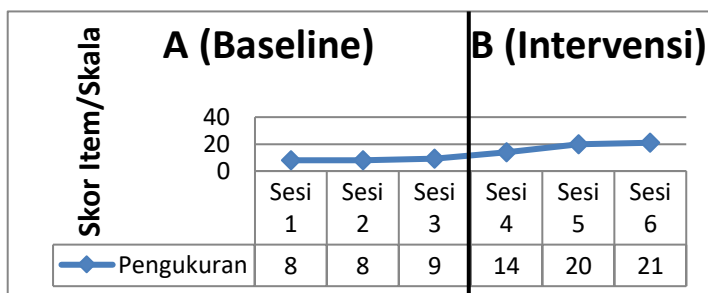 A (Baseline) B (Intervensi)
Skor Item/Skala
40
20
0
Sesi 1 Sesi 2 Sesi 3 Sesi 4 Sesi 5 Sesi 6
Pengukuran 8 8 9 14 20 21